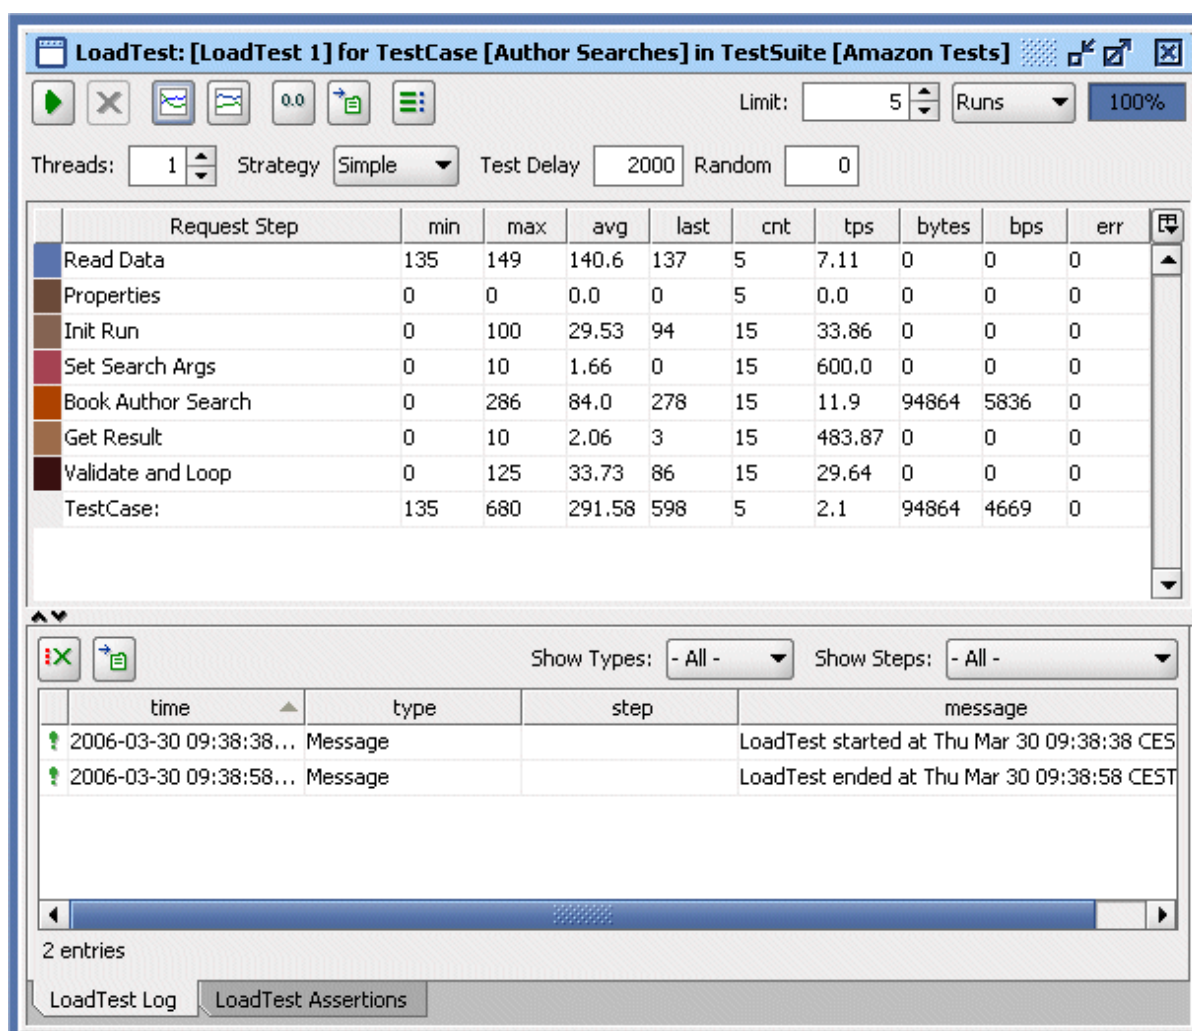 LoadTest: [LoadTest 1] for TestCase [Author Searches] in TestSuite [Amazon Tests]
0.0 Limit: 5 Runs 100%
Threads: 1 Strategy Simple Test Delay 2000 Random 0
Request Step min max avg last cnt tps bytes bps err
Read Data 135 149 140.6 137 5 7.11 0 0 0
Properties 0 0 0.0 0 5 0.0 0 0 0
Init Run 0 100 29.53 94 15 33.86 0 0 0
Set Search Args 0 10 1.66 0 15 600.0 0 0 0
Book Author Search 0 286 84.0 278 15 11.9 94864 5836 0
Get Result 0 10 2.06 3 15 483.87 0 0 0
Validate and Loop 0 125 33.73 86 15 29.64 0 0 0
TestCase: 135 680 291.58 598 5 2.1 94864 4669 0
Show Types: - All - Show Steps: - All -
time type step message
2006-03-30 09:38:38... Message LoadTest started at Thu Mar 30 09:38:38 CES
2006-03-30 09:38:58... Message LoadTest ended at Thu Mar 30 09:38:58 CEST
2 entries
LoadTest Log LoadTest Assertions